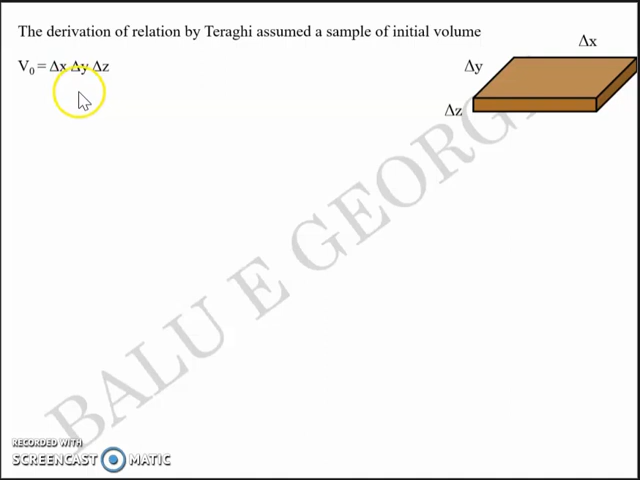 The derivation of relation by Teraghi assumed a sample of initial volume
V₀ = Δx Δy Δz
Δx
Δy
Δz
BALU E GEORGE
RECORDED WITH
SCREENCAST MATIC